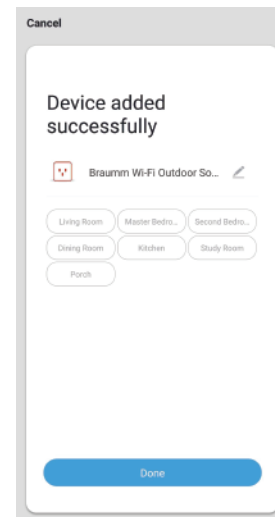 Cancel
Device added
successfully
Braumm Wi-Fi Outdoor So...
Living Room Master Bedro... Second Bedro...
Dining Room Kitchen Study Room
Porch
Done